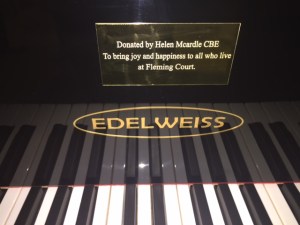 Donated by Helen Mcardle CBE
To bring joy and happiness to all who live
at Fleming Court.
EDELWEISS